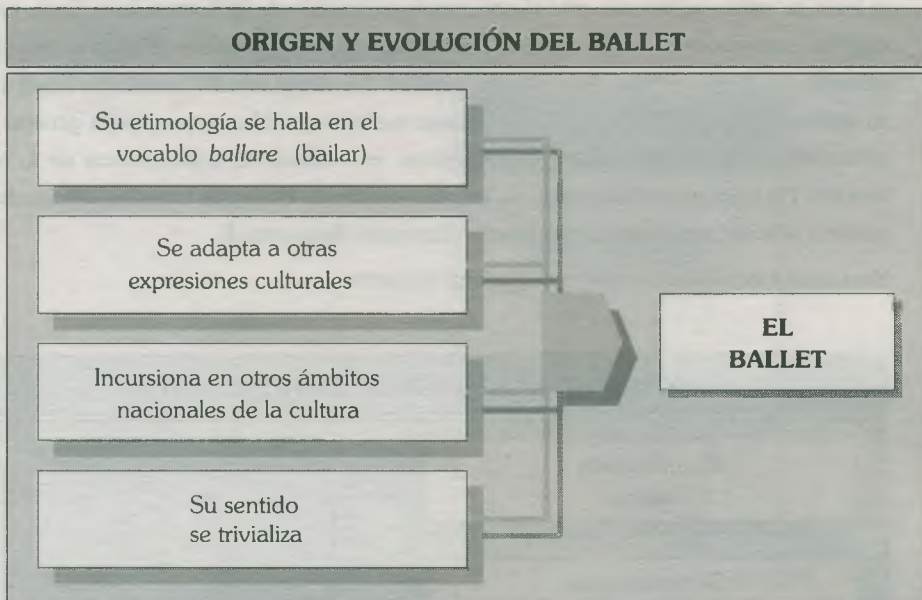 ORIGEN Y EVOLUCIÓN DEL BALLET
Su etimología se halla en el
vocablo ballare (bailar)
Se adapta a otras
expresiones culturales
Incursiona en otros ámbitos
nacionales de la cultura
Su sentido
se trivializa
EL
BALLET